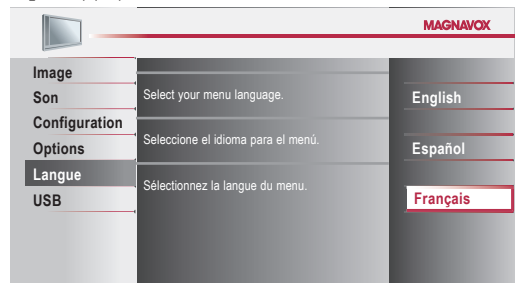 MAGNAVOX
Image
Son
Configuration
Options
Langue
USB
Select your menu language.
Seleccione el idioma para el menú.
Sélectionnez la langue du menu.
English
Español
Français